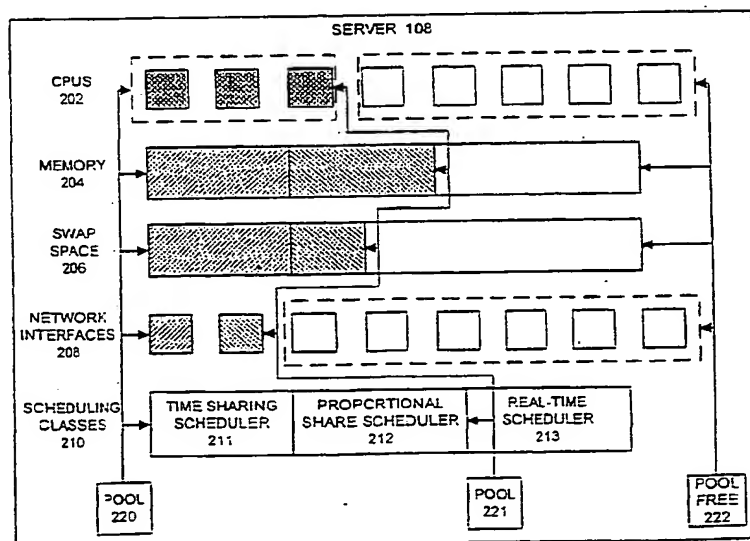 SERVER 108
CPUS
202
MEMORY
204
SWAP
SPACE
206
NETWORK
INTERFACES
208
SCHEDULING
CLASSES
210
TIME SHARING
SCHEDULER
211
PROPORTIONAL
SHARE SCHEDULER
212
REAL-TIME
SCHEDULER
213
POOL
220
POOL
221
POOL
FREE
222